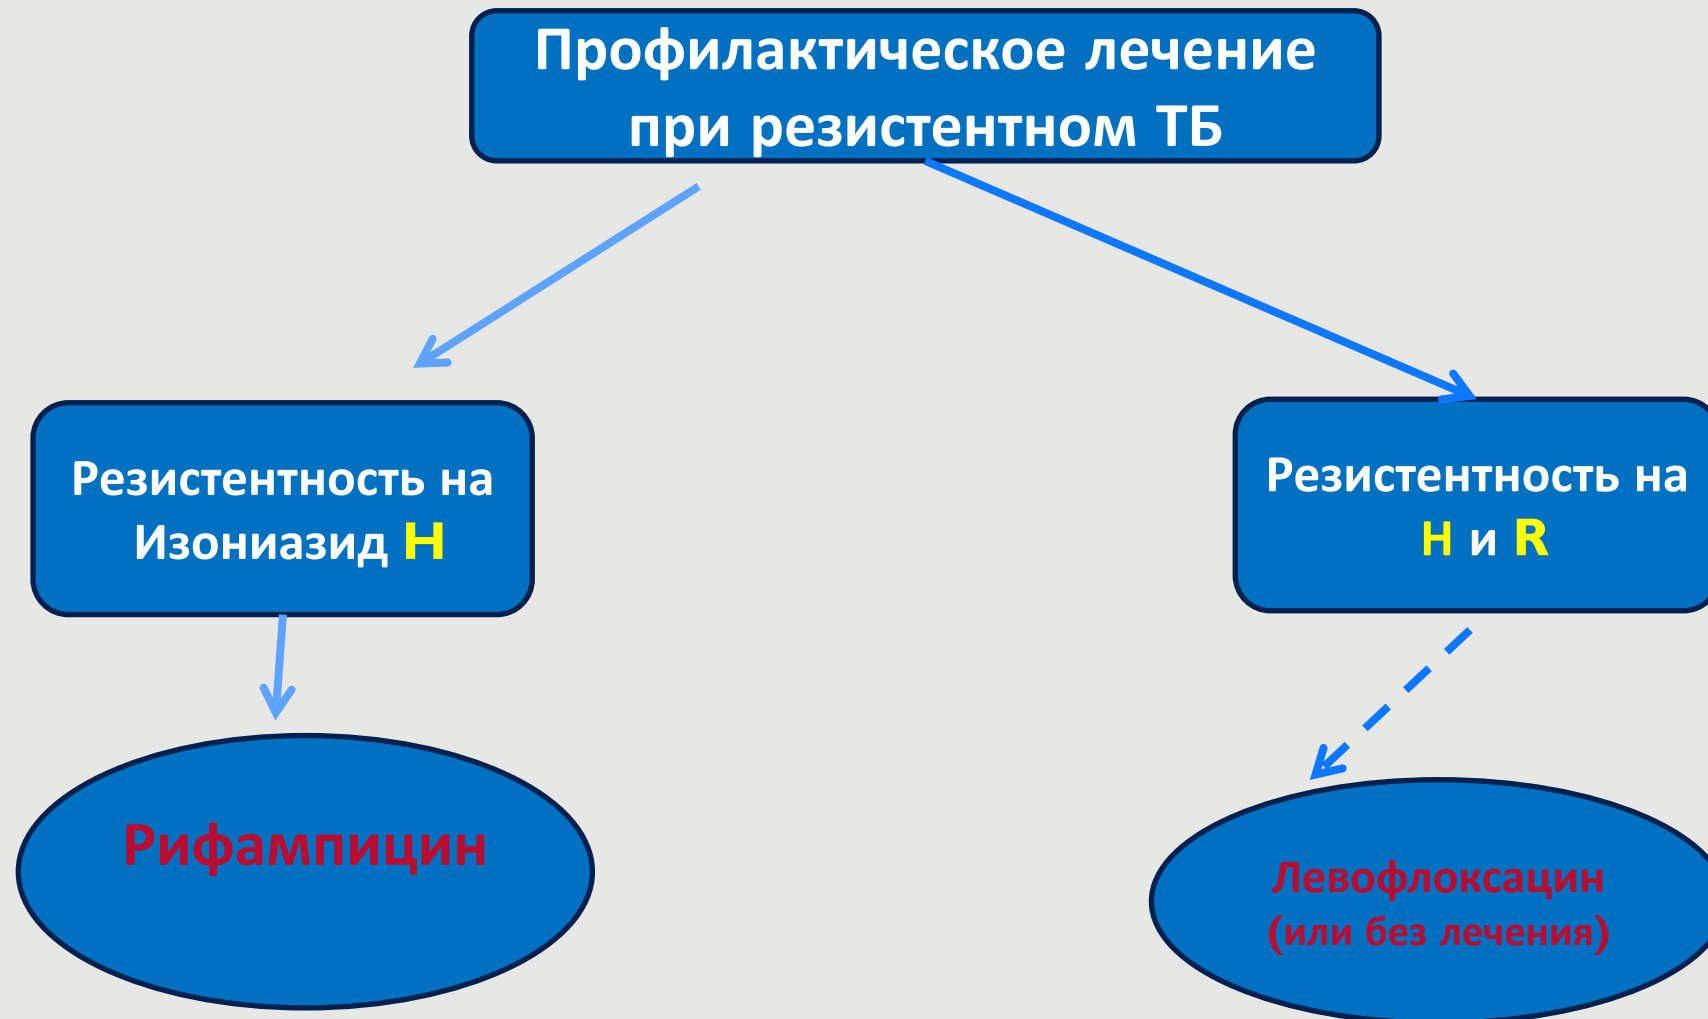 Профилактическое лечение
при резистентном ТБ
Резистентность на
Изониазид H
Резистентность на
H и R
Рифампицин
Левофлоксацин
(или без лечения)